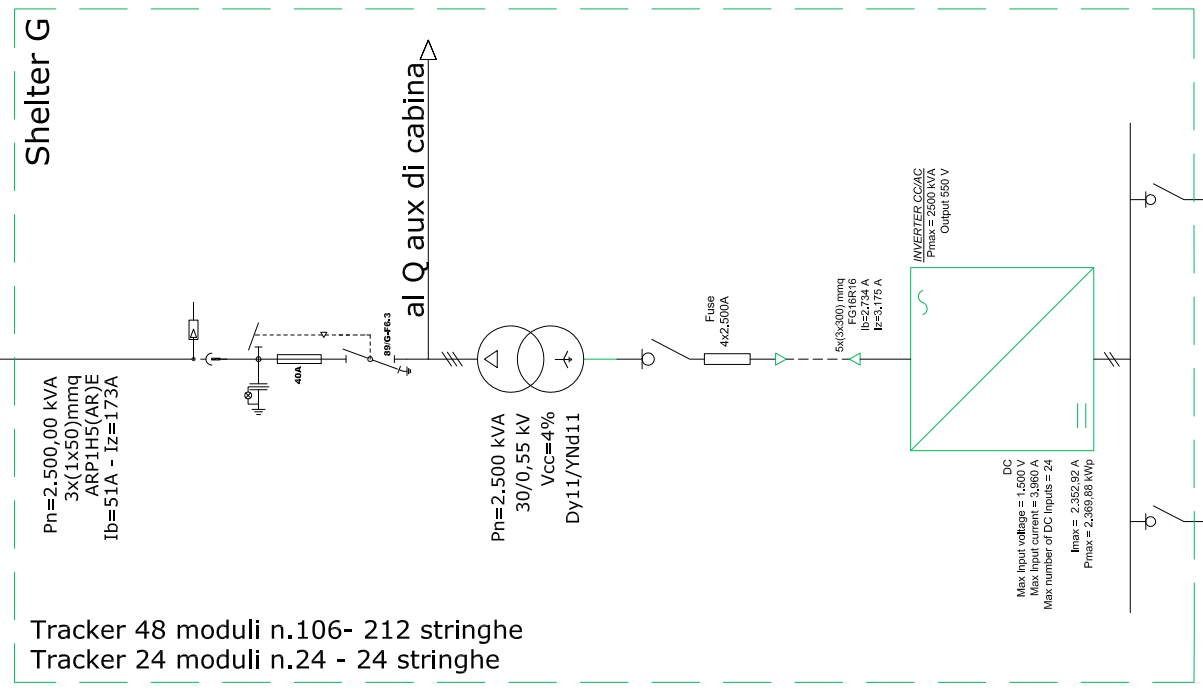 Shelter G
al Q aux di cabina
Pn=2.500,00 kVA
3x(1x50)mmq
ARP1H5(AR)E
Ib=51A - Iz=173A
40A
89/G-F6.3
Pn=2.500 kVA
30/0,55 kV
Vcc=4%
Dy11/YNd11
Fuse
4x2.500A
5x(3x300) mmq
FG16R16
Ib=2.734 A
Iz=3.175 A
INVERTER CC/AC
Pmax = 2500 kVA
Output 550 V
DC
Max Input voltage = 1.500 V
Max Input current = 3.960 A
Max number of DC Inputs = 24
Imax = 2.352,92 A
Pmax = 2.369,88 kWp
Tracker 48 moduli n.106- 212 stringhe
Tracker 24 moduli n.24 - 24 stringhe